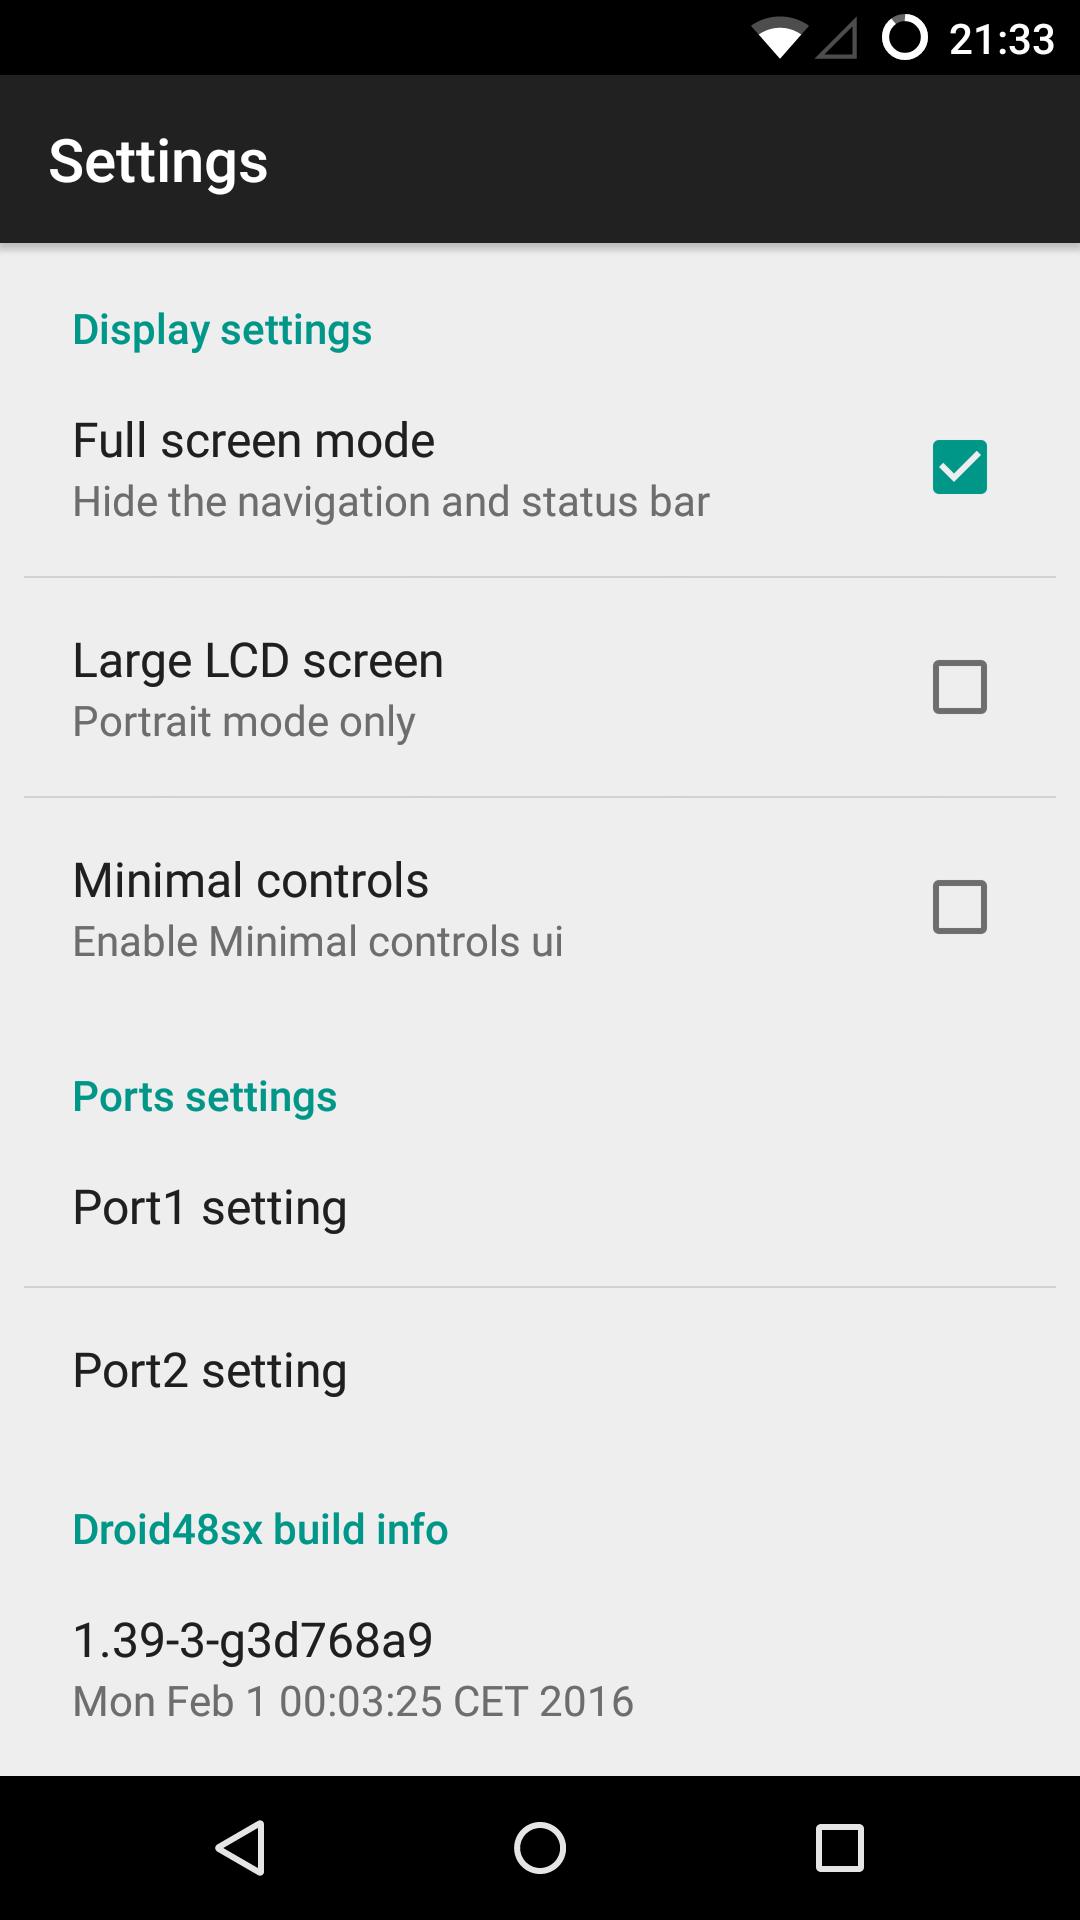 21:33
Settings
Display settings
Full screen mode
Hide the navigation and status bar
Large LCD screen
Portrait mode only
Minimal controls
Enable Minimal controls ui
Ports settings
Port1 setting
Port2 setting
Droid48sx build info
1.39-3-g3d768a9
Mon Feb 1 00:03:25 CET 2016